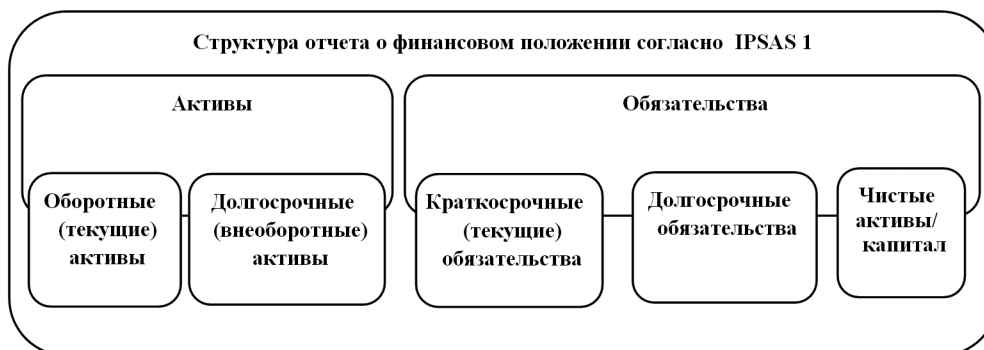 Структура отчета о финансовом положении согласно IPSAS 1
Активы
Обязательства
Оборотные
(текущие)
активы
Долгосрочные
(внеоборотные)
активы
Краткосрочные
(текущие)
обязательства
Долгосрочные
обязательства
Чистые
активы/
капитал